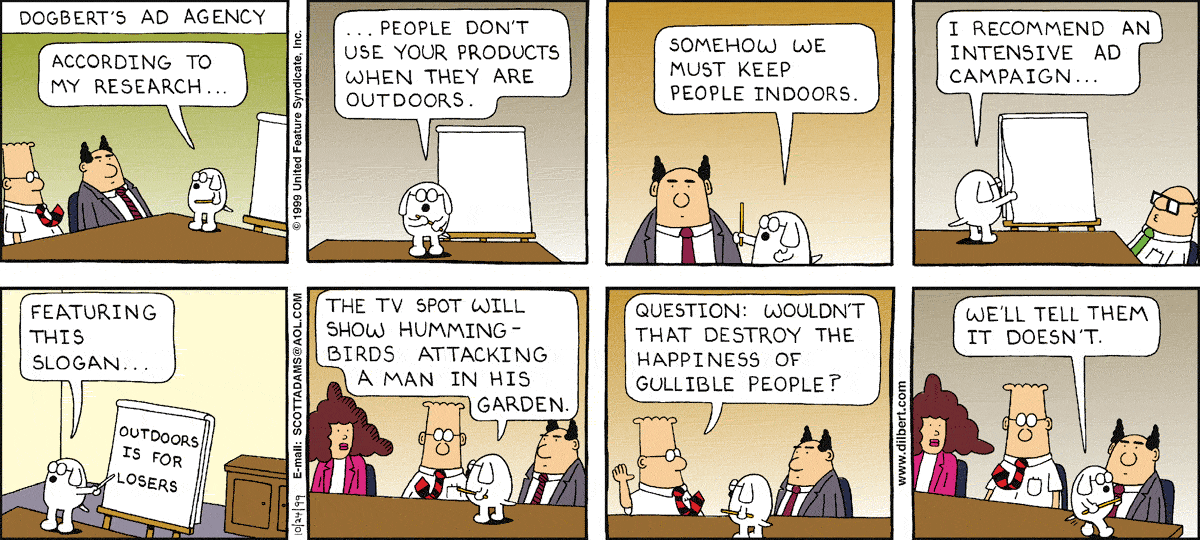 DOGBERT'S AD AGENCY
ACCORDING TO
MY RESEARCH...
© 1999 United Feature Syndicate, Inc.
...PEOPLE DON'T
USE YOUR PRODUCTS
WHEN THEY ARE
OUTDOORS.
SOMEHOW WE
MUST KEEP
PEOPLE INDOORS.
I RECOMMEND AN
INTENSIVE AD
CAMPAIGN...
FEATURING
THIS
SLOGAN...
OUTDOORS
IS FOR
LOSERS
10/24/99 E-mail: SCOTTADAMS@AOL.COM
THE TV SPOT WILL
SHOW HUMMING-
BIRDS ATTACKING
A MAN IN HIS
GARDEN.
QUESTION: WOULDN'T
THAT DESTROY THE
HAPPINESS OF
GULLIBLE PEOPLE?
www.dilbert.com
WE'LL TELL THEM
IT DOESN'T.